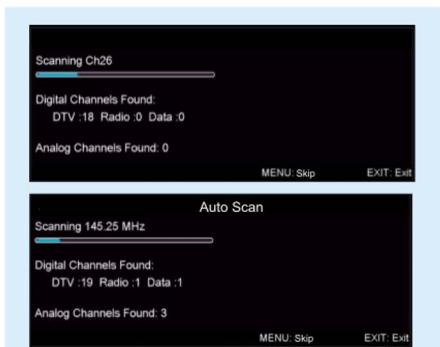 Scanning Ch26
Digital Channels Found:
DTV :18 Radio :0 Data :0
Analog Channels Found: 0
MENU: Skip EXIT: Exit
Auto Scan
Scanning 145.25 MHz
Digital Channels Found:
DTV :19 Radio :1 Data :1
Analog Channels Found: 3
MENU: Skip EXIT: Exit